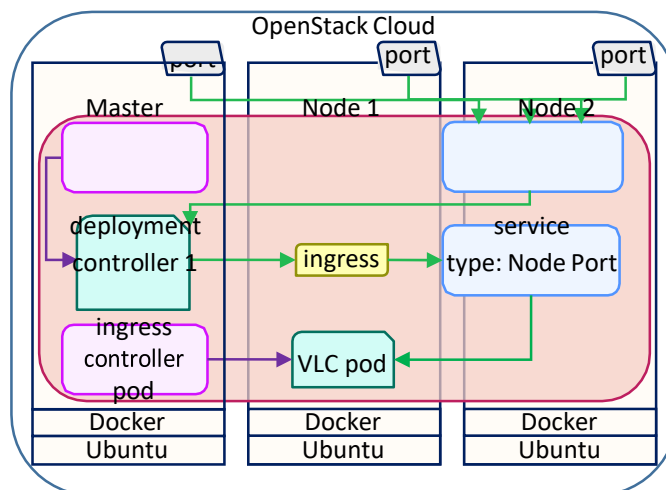 OpenStack Cloud
port
port
port
Master
Node 1
Node 2
deployment
controller 1
ingress
service
type: Node Port
ingress
controller
pod
VLC pod
Docker
Docker
Docker
Ubuntu
Ubuntu
Ubuntu